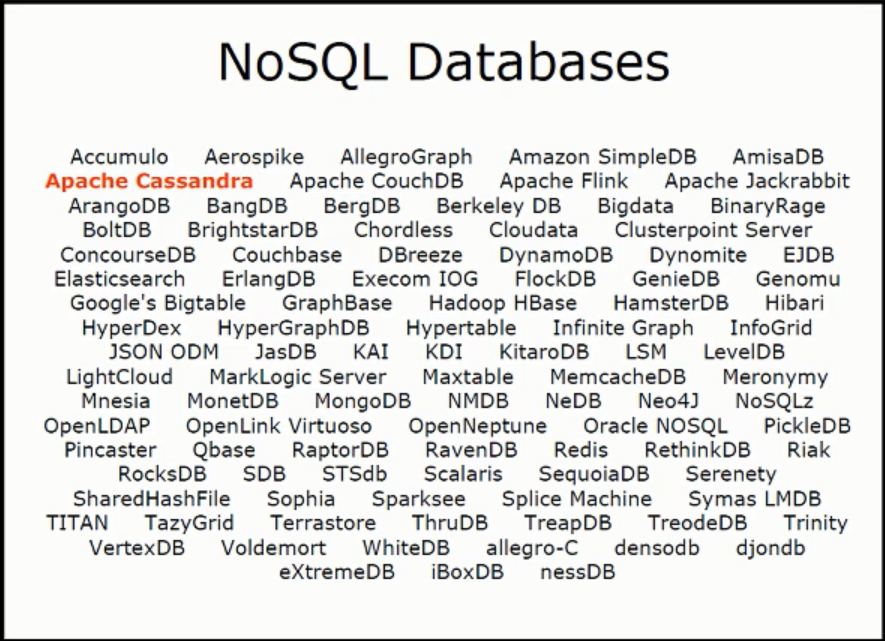 NoSQL Databases
Accumulo Aerospike AllegroGraph Amazon SimpleDB AmisaDB
Apache Cassandra Apache CouchDB Apache Flink Apache Jackrabbit
ArangoDB BangDB BergDB Berkeley DB Bigdata BinaryRage
BoltDB BrightstarDB Chordless Cloudata Clusterpoint Server
ConcourseDB Couchbase DBreeze DynamoDB Dynomite EJDB
Elasticsearch ErlangDB Execom IOG FlockDB GenieDB Genomu
Google's Bigtable GraphBase Hadoop HBase HamsterDB Hibari
HyperDex HyperGraphDB Hypertable Infinite Graph InfoGrid
JSON ODM JasDB KAI KDI KitaroDB LSM LevelDB
LightCloud MarkLogic Server Maxtable MemcacheDB Meronymy
Mnesia MonetDB MongoDB NMDB NeDB Neo4J NoSQLz
OpenLDAP OpenLink Virtuoso OpenNeptune Oracle NOSQL PickleDB
Pincaster Qbase RaptorDB RavenDB Redis RethinkDB Riak
RocksDB SDB STSdb Scalaris SequoiaDB Serenety
SharedHashFile Sophia Sparksee Splice Machine Symas LMDB
TITAN TazyGrid Terrastore ThruDB TreapDB TreodeDB Trinity
VertexDB Voldemort WhiteDB allegro-C densodb djondb
eXtremeDB iBoxDB nessDB